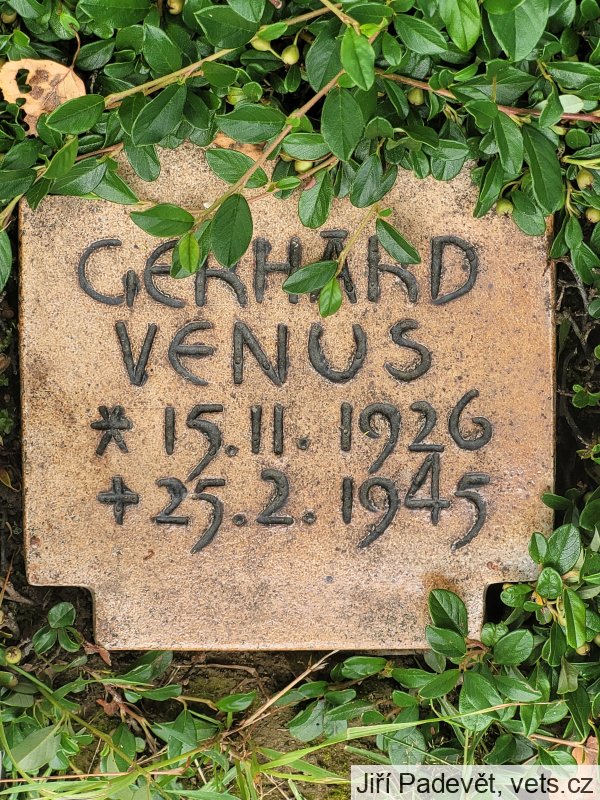 GERHARD
VENUS
* 15.11. 1926
+ 25.2. 1945
Jiří Padevět, vets.cz